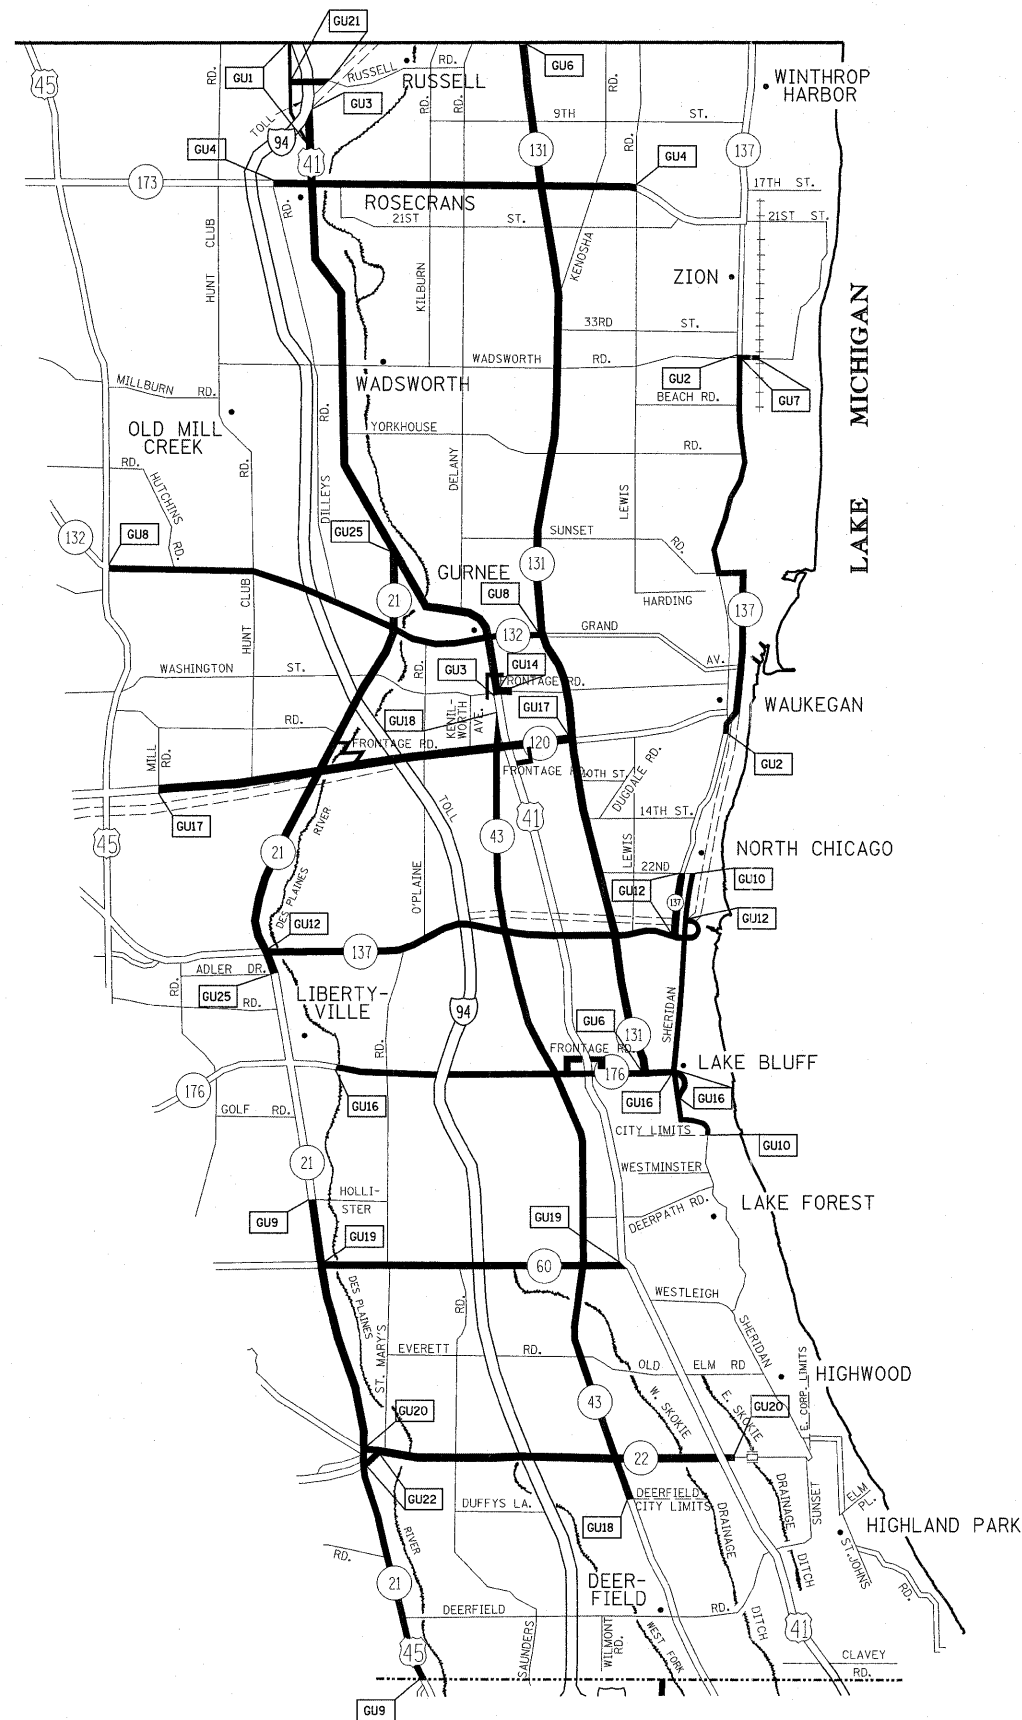 GU21
45
GU1
RD.
RUSSELL
RD.
RUSSELL
GU6
RD.
WINTHROP
HARBOR
GU3
TOLL
RD.
RD.
9TH
ST.
94
GU4
41
131
RD.
GU4
137
173
17TH ST.
RD.
ROSECRANS
21ST
ST.
21ST ST.
HUNT CLUB
KILBURN
KENOSHA
ZION
LAKE MICHIGAN
33RD
ST.
WADSWORTH
RD.
GU2
GU7
WADSWORTH
MILLBURN
RD.
BEACH RD.
OLD MILL
CREEK
RD.
YORKHOUSE
RD.
RD.
HUTCHINS
RD.
RD.
DILLEYS
DELANY
LEWIS
132
GU8
GU25
SUNSET
RD.
131
GURNEE
GU8
21
HARDING
137
HUNT CLUB
132
GRAND
AV.
WASHINGTON
ST.
RD.
GU3
GU14
FRONTAGE RD.
GU17
WAUKEGAN
GU18
KENIL-
WORTH
AVE.
RD.
MILL
RD.
FRONTAGE RD.
120
FRONTAGE RD.
10TH ST.
DUGDALE RD.
GU2
GU17
45
TOLL
41
14TH ST.
RIVER
43
21
NORTH CHICAGO
LEWIS
22ND
GU10
DES PLAINES
O'PLAINE
GU12
137
GU12
GU12
137
ADLER DR.
RD.
GU25
RD.
LIBERTY-
VILLE
94
SHERIDAN
GU6
131
RD.
FRONTAGE RD.
LAKE BLUFF
176
176
GU16
GU16
GU16
GOLF RD.
CITY LIMITS
GU10
21
WESTMINSTER
HOLLI-
STER
LAKE FOREST
DEERPATH RD.
GU9
GU19
GU19
60
DES PLAINES
WESTLEIGH
RD.
SHERIDAN
ST. MARY'S
EVERETT
RD.
OLD
ELM RD
E. CORP. LIMITS
HIGHWOOD
43
W. SKOKIE
E. SKOKIE
GU20
GU20
22
GU22
DUFFYS LA.
DEERFIELD
CITY LIMITS
DRAINAGE
DRAINAGE
SUNSET
ELM
PL.
GU18
HIGHLAND PARK
RIVER
RD.
ST.JOHNS
DITCH
RD.
21
DEER-
FIELD
DEERFIELD
RD.
DITCH
41
45
SAUNDERS
WILMONT
RD.
WEST FORK
CLAVEY
RD.
GU9